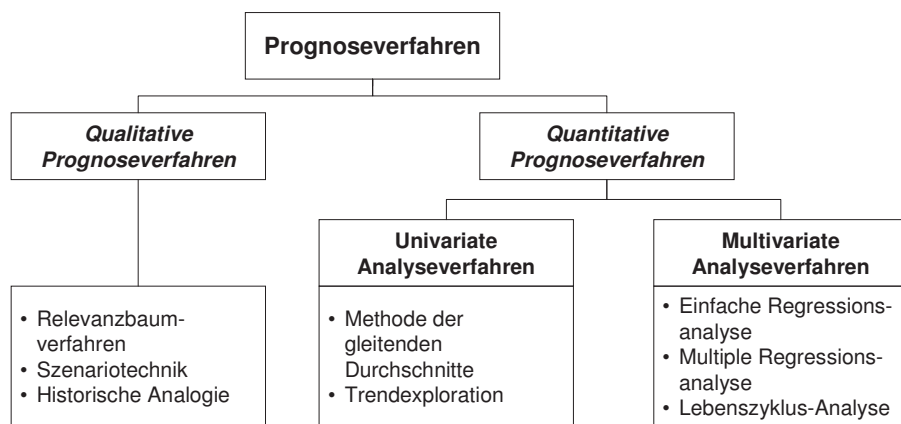 Prognoseverfahren
Qualitative
Prognoseverfahren
Quantitative
Prognoseverfahren
Univariate
Analyseverfahren
Multivariate
Analyseverfahren
• Relevanzbaum-
verfahren
• Szenariotechnik
• Historische Analogie
• Methode der
gleitenden
Durchschnitte
• Trendexploration
• Einfache Regressions-
analyse
• Multiple Regressions-
analyse
• Lebenszyklus-Analyse